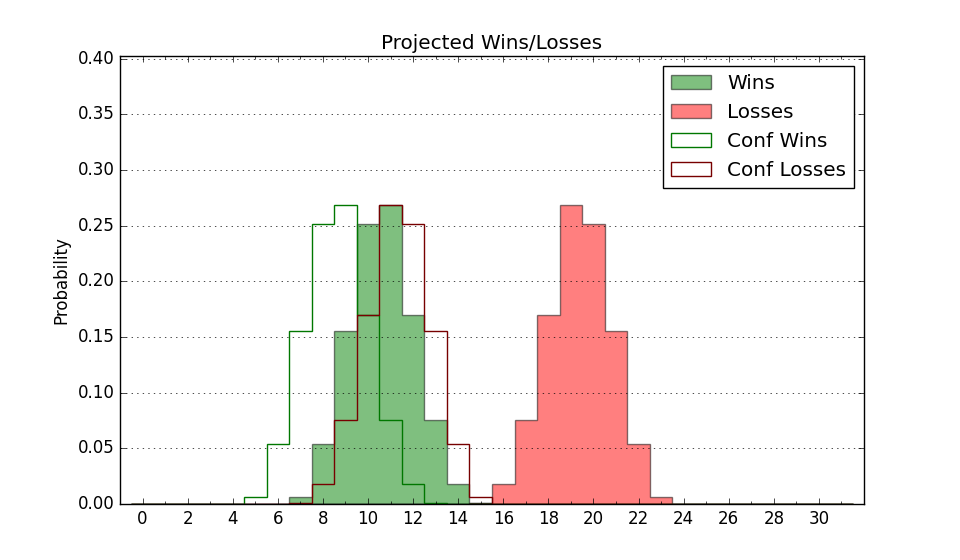 Projected Wins/Losses
0.40
0.35
0.30
0.25
0.20
0.15
0.10
0.05
0.00
Probability
Wins
Losses
Conf Wins
Conf Losses
0 2 4 6 8 10 12 14 16 18 20 22 24 26 28 30